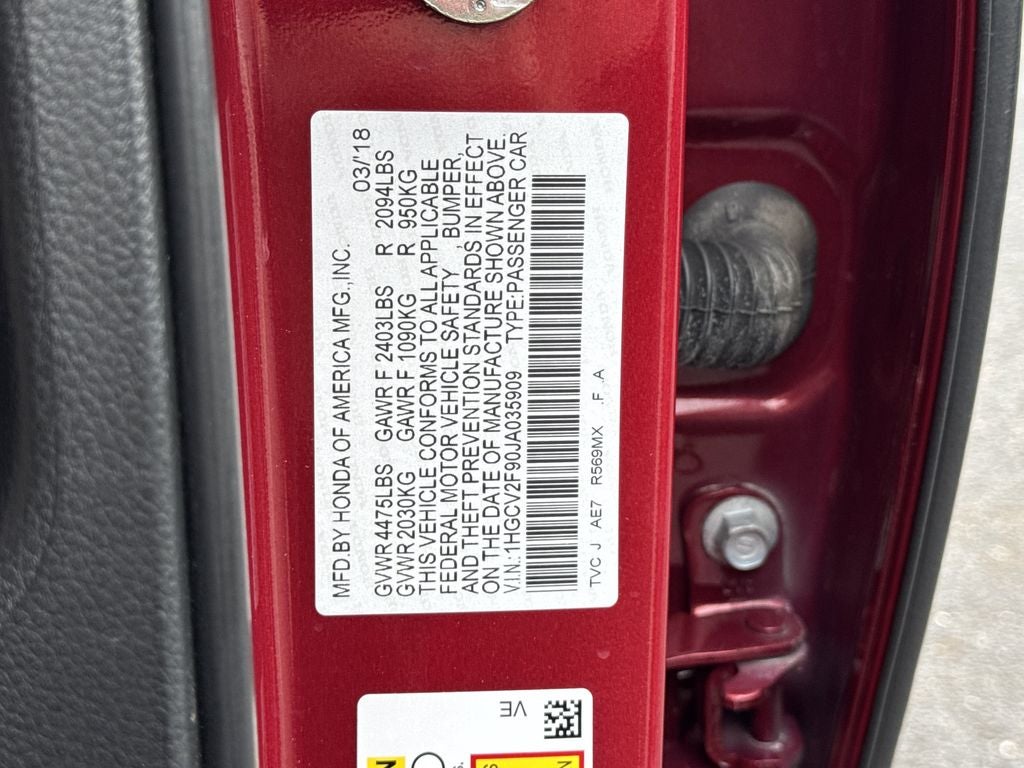 MFD.BY HONDA OF AMERICA MFG.,INC. 03/'18
GVWR 4475LBS GAWR F 2403LBS R 2094LBS
GVWR 2030KG GAWR F 1090KG R 950KG
THIS VEHICLE CONFORMS TO ALL APPLICABLE
FEDERAL MOTOR VEHICLE SAFETY, BUMPER,
AND THEFT PREVENTION STANDARDS IN EFFECT
ON THE DATE OF MANUFACTURE SHOWN ABOVE.
V.I.N.:1HGCV2F90JA035909 TYPE:PASSENGER CAR
TVC J AE7 R569MX .F .A
VE